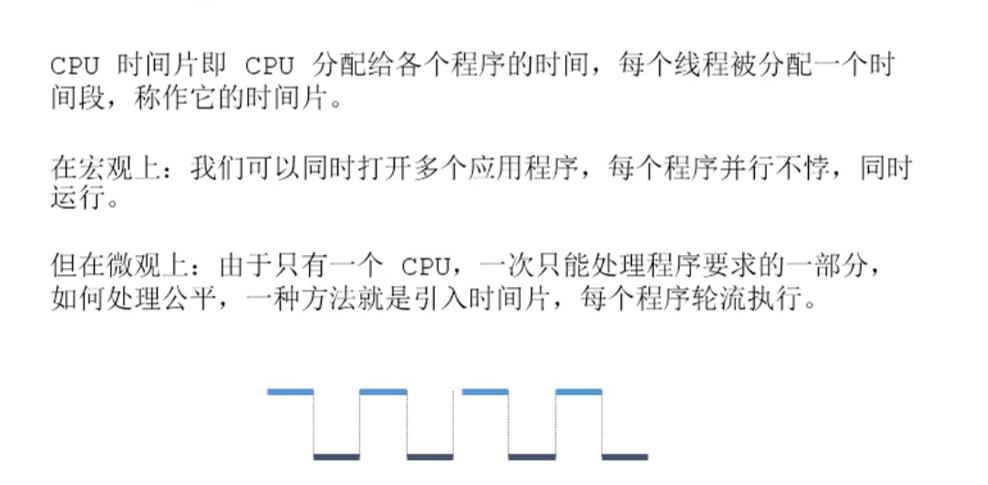 CPU 时间片即 CPU 分配给各个程序的时间，每个线程被分配一个时
间段，称作它的时间片。
在宏观上：我们可以同时打开多个应用程序，每个程序并行不悖，同时
运行。
但在微观上：由于只有一个 CPU，一次只能处理程序要求的一部分，
如何处理公平，一种方法就是引入时间片，每个程序轮流执行。